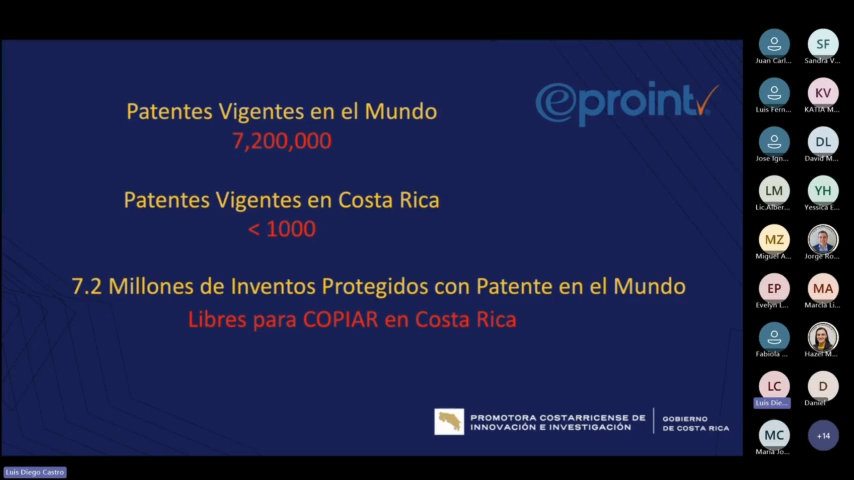 Patentes Vigentes en el Mundo
7,200,000
Patentes Vigentes en Costa Rica
< 1000
7.2 Millones de Inventos Protegidos con Patente en el Mundo
Libres para COPIAR en Costa Rica
eproint
PROMOTORA COSTARRICENSE DE
INNOVACIÓN E INVESTIGACIÓN
GOBIERNO
DE COSTA RICA
Luis Diego Castro
Juan Carl...
SF
Sandra V...
Luis Fern...
KV
KATIA M...
Jose Ign...
DL
David M...
LM
Lic.Alber...
YH
Yessica E...
MZ
Miguel A...
Jorge Ro...
EP
Evelyn L...
MA
Marcia Li...
Fabiola ...
Hazel M...
LC
Luis Die...
D
Daniel
MC
María Jo...
+14